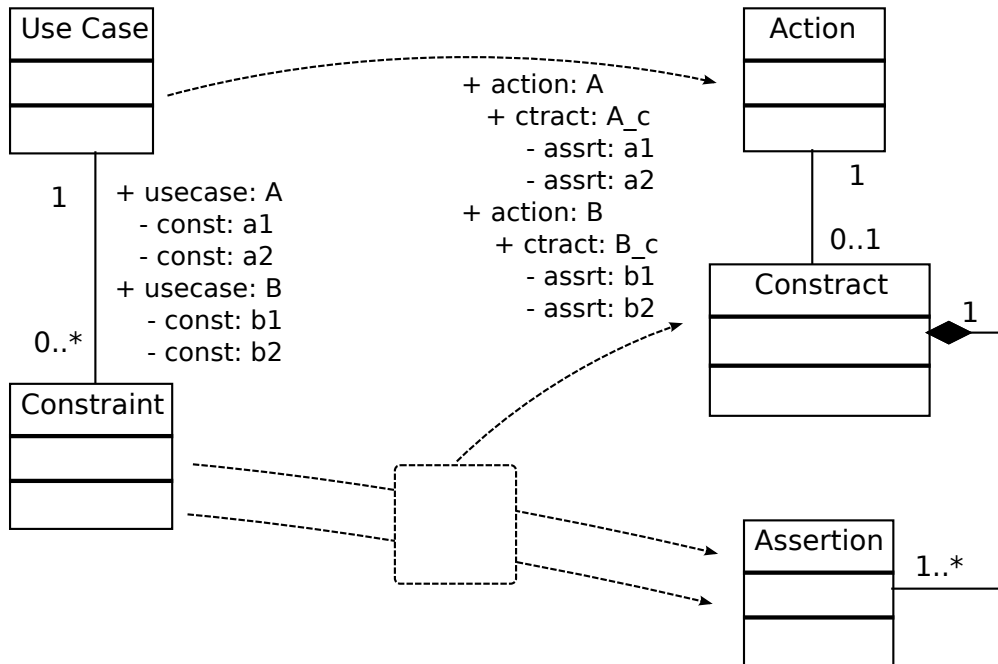 Use Case
Action
+ action: A
+ ctract: A_c
- assrt: a1
- assrt: a2
+ action: B
+ ctract: B_c
- assrt: b1
- assrt: b2
1
+ usecase: A
- const: a1
- const: a2
+ usecase: B
- const: b1
- const: b2
0..*
1
0..1
Constract
1
Constraint
Assertion
1..*